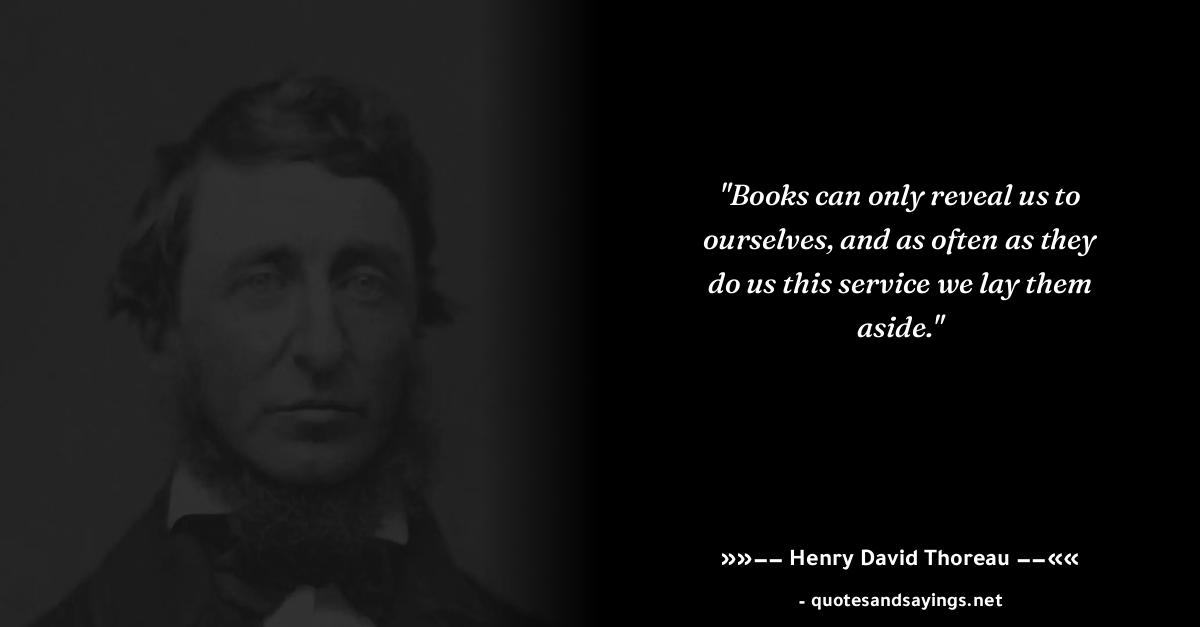 "Books can only reveal us to
ourselves, and as often as they
do us this service we lay them
aside."
»»–– Henry David Thoreau ––««
- quotesandsayings.net